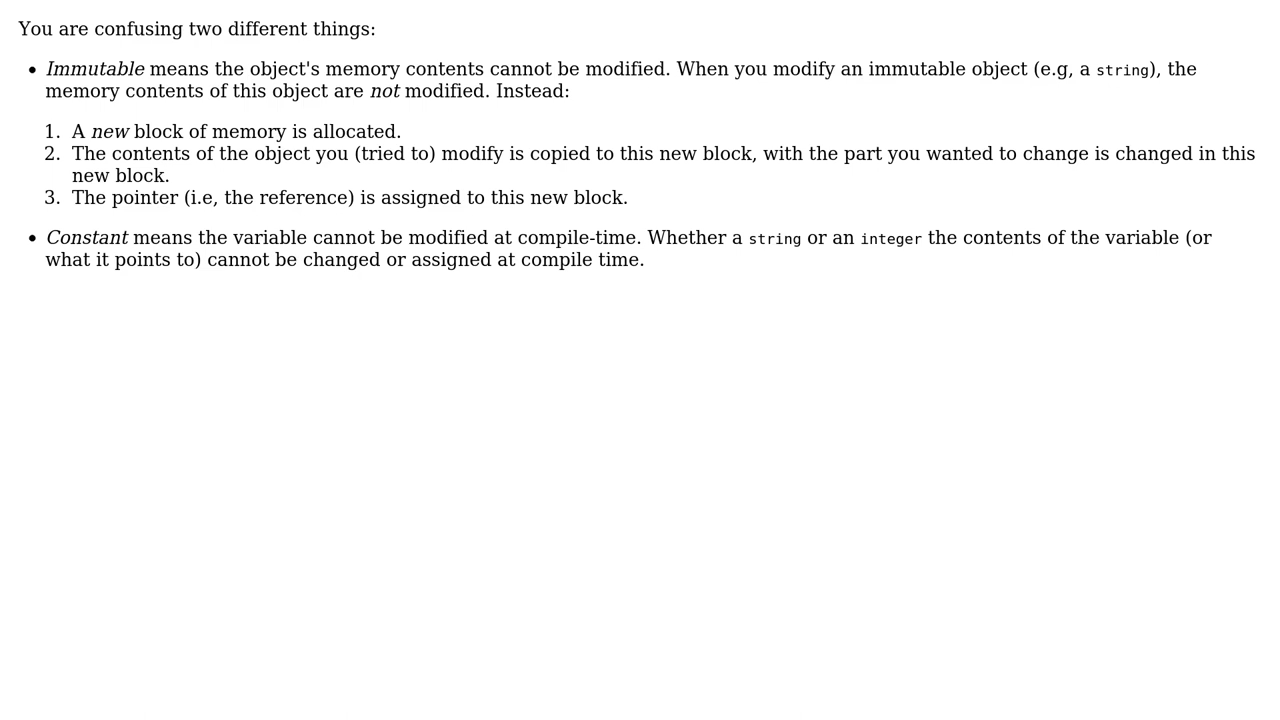 You are confusing two different things:
• Immutable means the object's memory contents cannot be modified. When you modify an immutable object (e.g, a string), the
memory contents of this object are not modified. Instead:
1. A new block of memory is allocated.
2. The contents of the object you (tried to) modify is copied to this new block, with the part you wanted to change is changed in this
new block.
3. The pointer (i.e, the reference) is assigned to this new block.
• Constant means the variable cannot be modified at compile-time. Whether a string or an integer the contents of the variable (or
what it points to) cannot be changed or assigned at compile time.